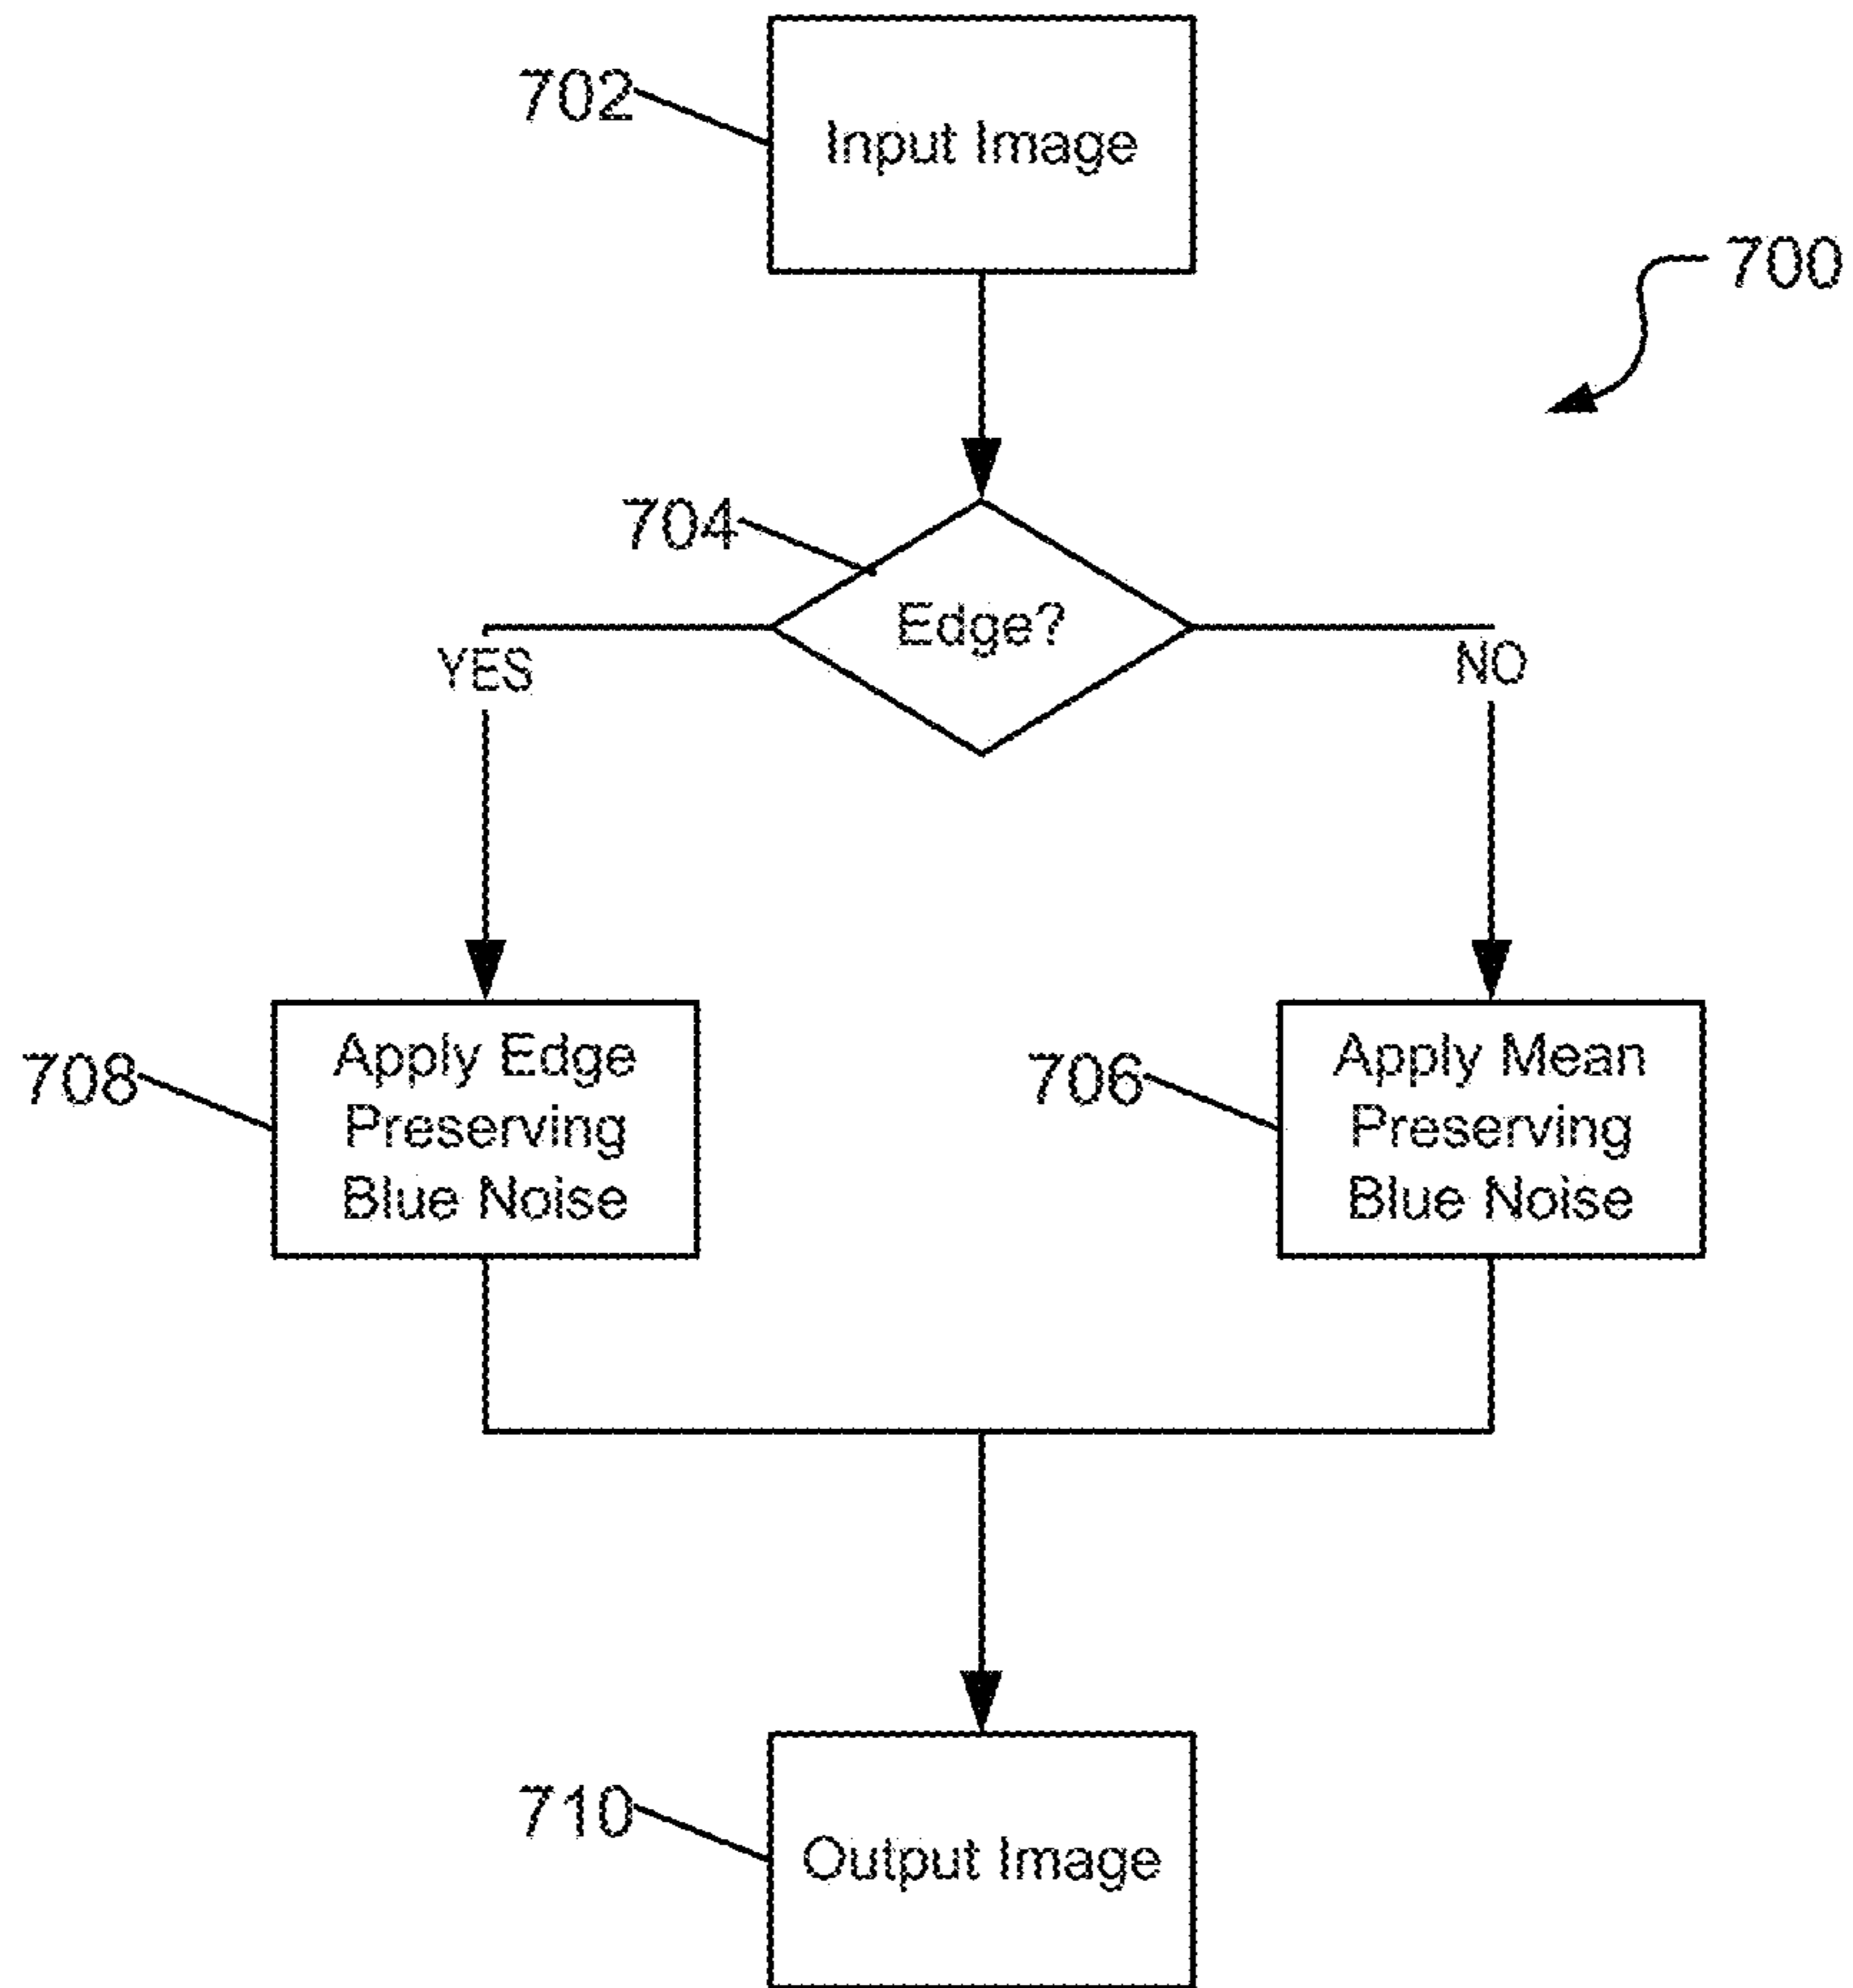 702
Input Image
700
704
Edge?
YES
NO
708
Apply Edge
Preserving
Blue Noise
706
Apply Mean
Preserving
Blue Noise
710
Output Image